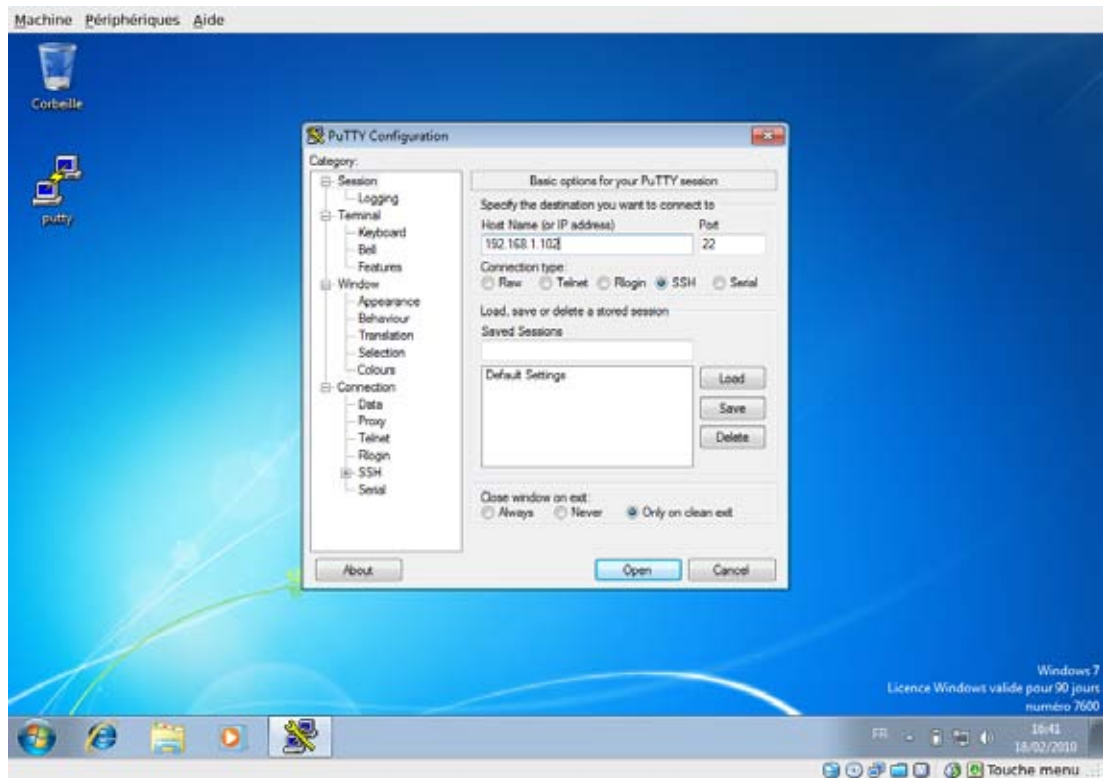 Machine Périphériques Aide
Corbeille
putty
PuTTY Configuration
Category:
Session
Logging
Terminal
Keyboard
Bell
Features
Window
Appearance
Behaviour
Translation
Selection
Colours
Connection
Data
Proxy
Telnet
Rlogin
SSH
Serial
Basic options for your PuTTY session
Specify the destination you want to connect to
Host Name (or IP address) Port
192.168.1.102 22
Connection type:
Raw Telnet Rlogin SSH Serial
Load, save or delete a stored session
Saved Sessions
Default Settings
Load
Save
Delete
Close window on exit:
Always Never Only on clean exit
About Open Cancel
Windows 7
Licence Windows valide pour 90 jours
numéro 7600
FR 16:41
18/02/2010
Touche menu